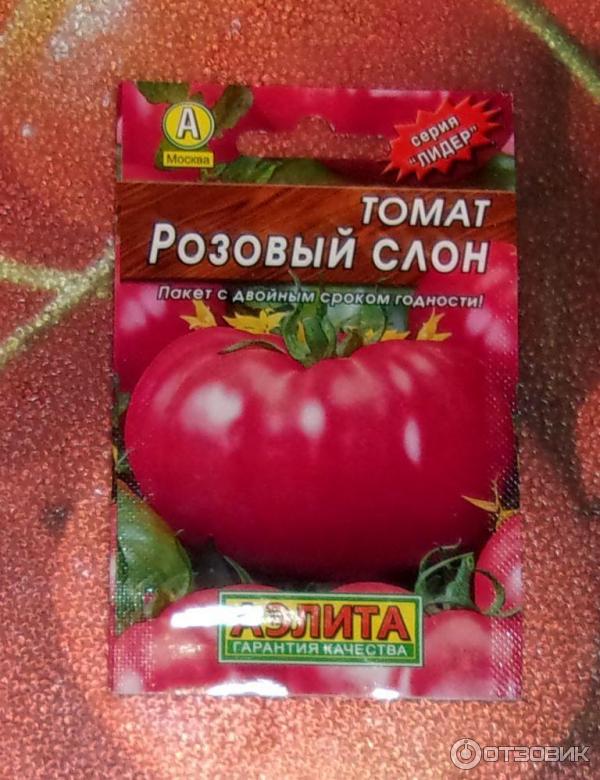 А
Москва
серия
"ЛИДЕР"
ТОМАТ
РОЗОВЫЙ СЛОН
Пакет с двойным сроком годности!
АЭЛИТА
ГАРАНТИЯ КАЧЕСТВА
ОТЗОВИК